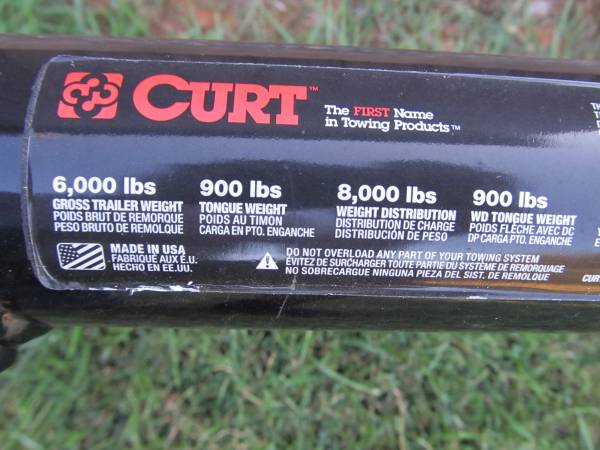 CURT™
The FIRST Name
in Towing Products™
6,000 lbs
GROSS TRAILER WEIGHT
POIDS BRUT DE REMORQUE
PESO BRUTO DE REMOLQUE
900 lbs
TONGUE WEIGHT
POIDS AU TIMON
CARGA EN PTO. ENGANCHE
8,000 lbs
WEIGHT DISTRIBUTION
DISTRIBUTION DE CHARGE
DISTRIBUCIÓN DE PESO
900 lbs
WD TONGUE WEIGHT
POIDS FLÈCHE AVEC DC
DP CARGA PTO. ENGANCHE
MADE IN USA
FABRIQUÉ AUX É.U.
HECHO EN EE.UU.
DO NOT OVERLOAD ANY PART OF YOUR TOWING SYSTEM
ÉVITEZ DE SURCHARGER TOUTE PARTIE DU SYSTEME DE REMORQUAGE
NO SOBRECARGUE NINGUNA PIEZA DEL SIST. DE REMOLQUE
CURT